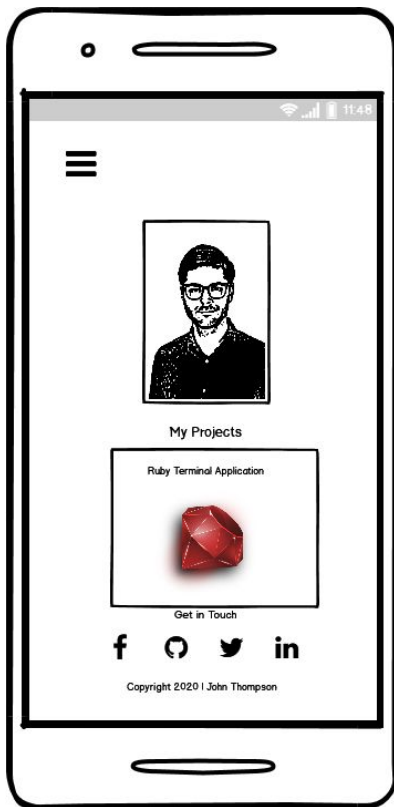 11:48
My Projects
Ruby Terminal Application
Get in Touch
Copyright 2020 | John Thompson